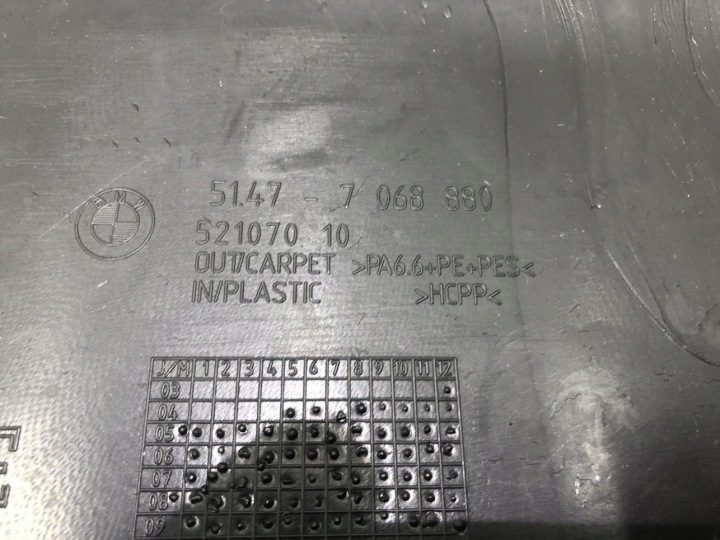 BMW
51.47 - 7 068 880
521070 10
OUT/CARPET >PA6.6+PE+PES<
IN/PLASTIC >HCPP<
J/M 1 2 3 4 5 6 7 8 9 10 11 12
03
04
05
06
07
08
09